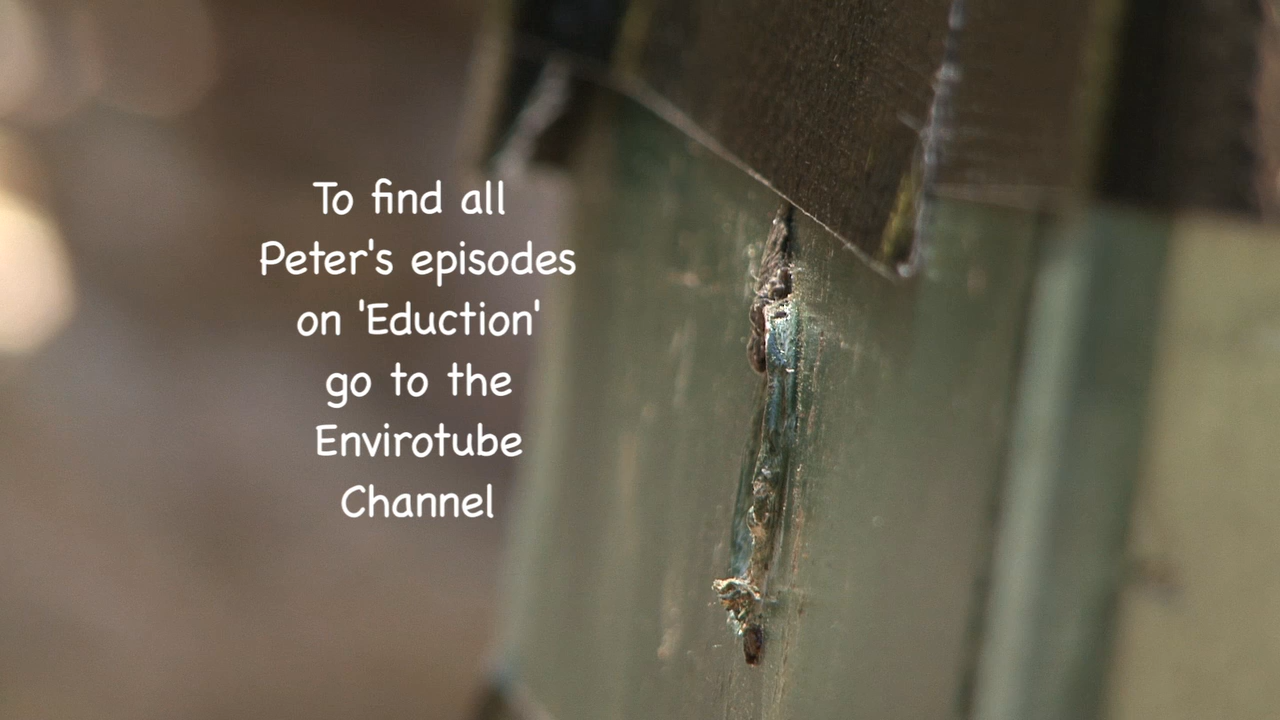 To find all
Peter's episodes
on 'Eduction'
go to the
Envirotube
Channel